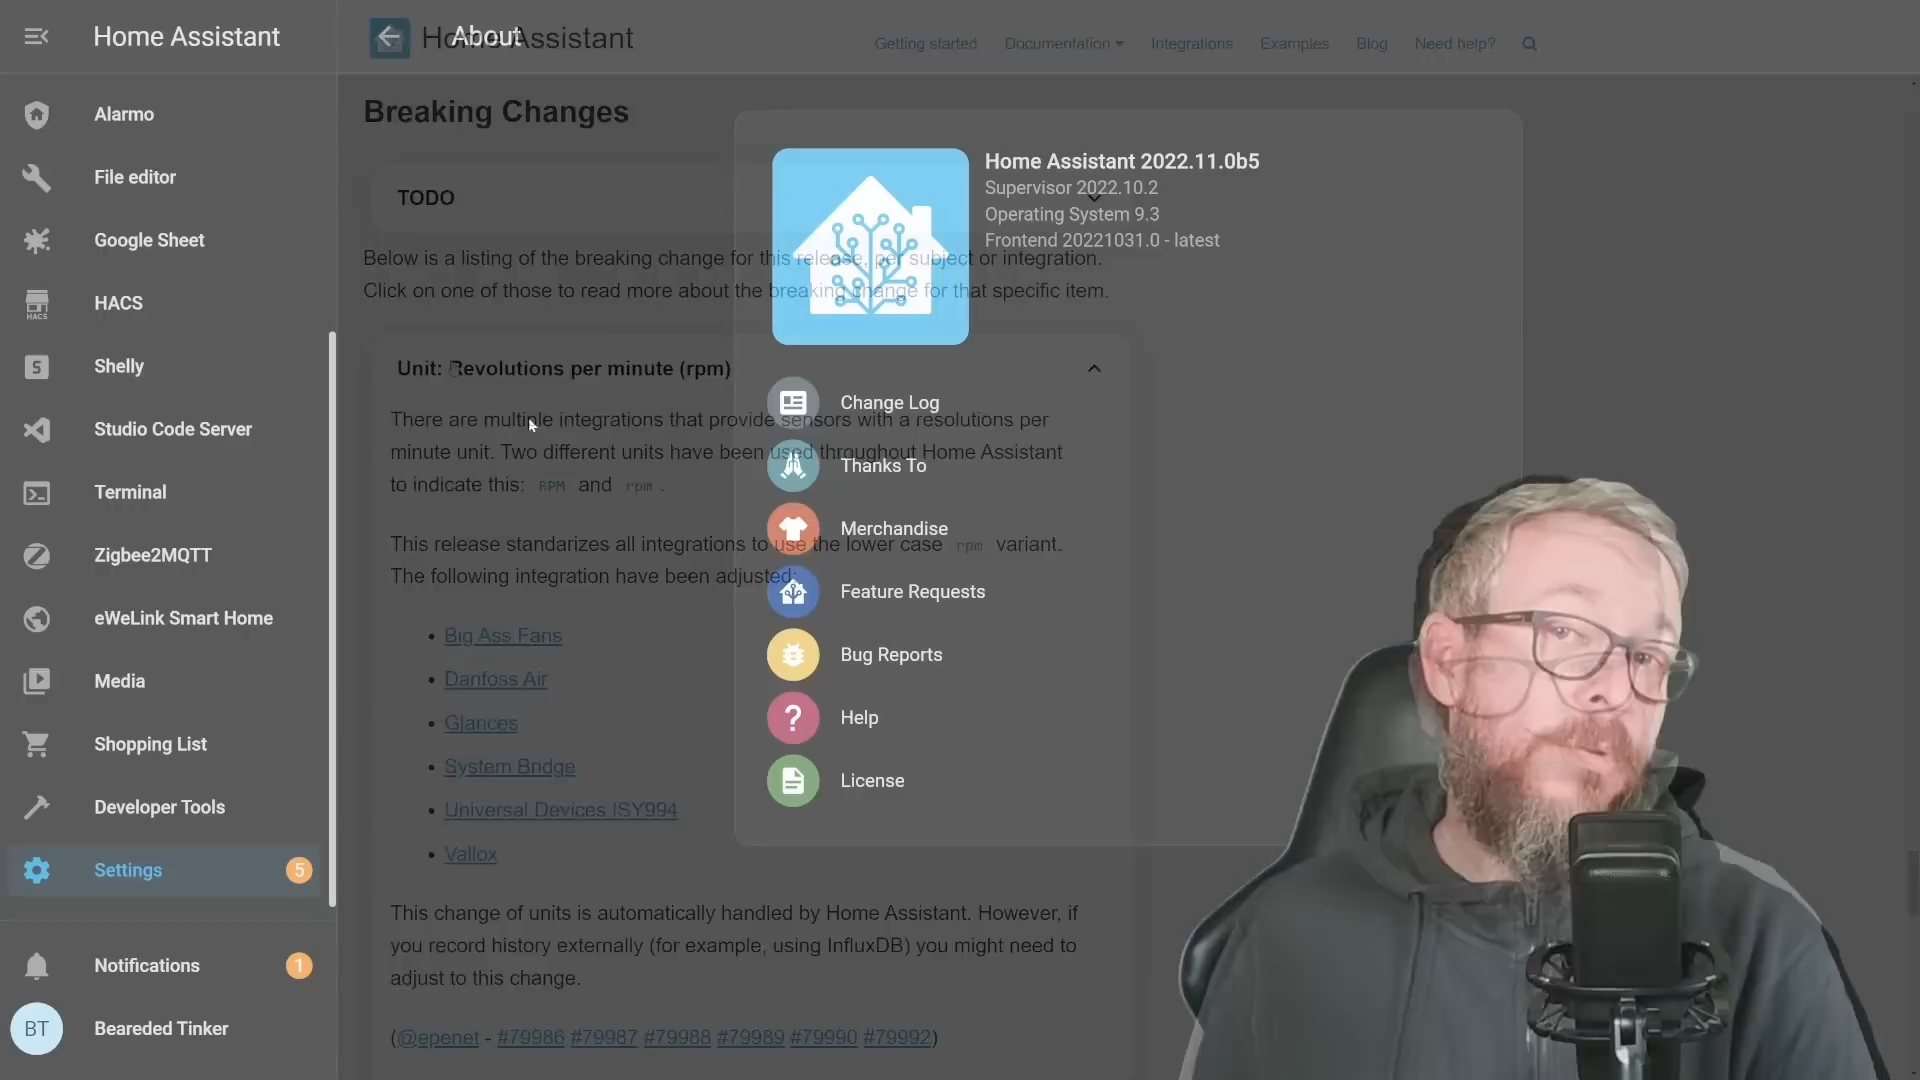 Home Assistant
Alarmo
File editor
Google Sheet
HACS
HACS
Shelly
Studio Code Server
Terminal
Zigbee2MQTT
eWeLink Smart Home
Media
Shopping List
Developer Tools
Settings
5
Notifications
1
BT
Beareded Tinker
About
Home Assistant
Getting started
Documentation
Integrations
Examples
Blog
Need help?
Breaking Changes
TODO
Below is a listing of the breaking change for this release, per subject or integration.
Click on one of those to read more about the breaking change for that specific item.
Unit: Revolutions per minute (rpm)
There are multiple integrations that provide sensors with a resolutions per
minute unit. Two different units have been used throughout Home Assistant
to indicate this: RPM and rpm .
This release standarizes all integrations to use the lower case rpm variant.
The following integration have been adjusted:
Big Ass Fans
Danfoss Air
Glances
System Bridge
Universal Devices ISY994
Vallox
This change of units is automatically handled by Home Assistant. However, if
you record history externally (for example, using InfluxDB) you might need to
adjust to this change.
(@epenet - #79986 #79987 #79988 #79989 #79990 #79992)
Home Assistant 2022.11.0b5
Supervisor 2022.10.2
Operating System 9.3
Frontend 20221031.0 - latest
Change Log
Thanks To
Merchandise
Feature Requests
Bug Reports
Help
License